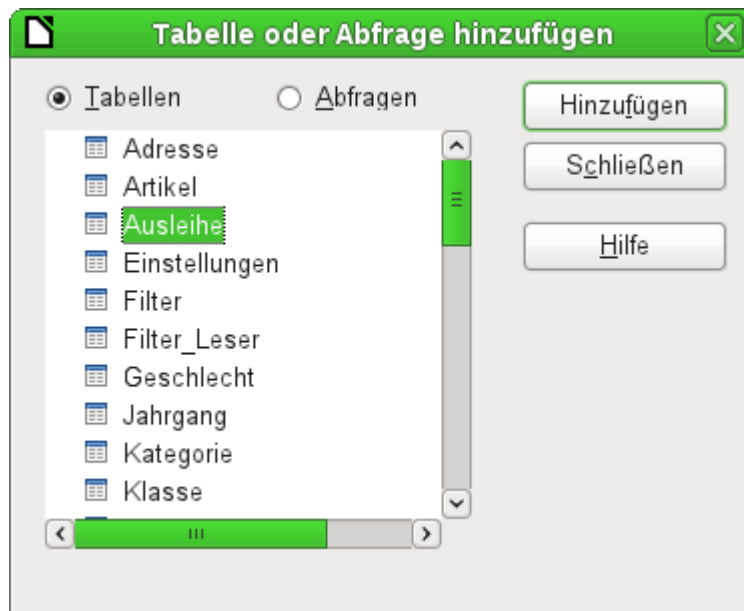 Tabelle oder Abfrage hinzufügen
Tabellen
Abfragen
Hinzufügen
Schließen
Hilfe
Adresse
Artikel
Ausleihe
Einstellungen
Filter
Filter_Leser
Geschlecht
Jahrgang
Kategorie
Klasse